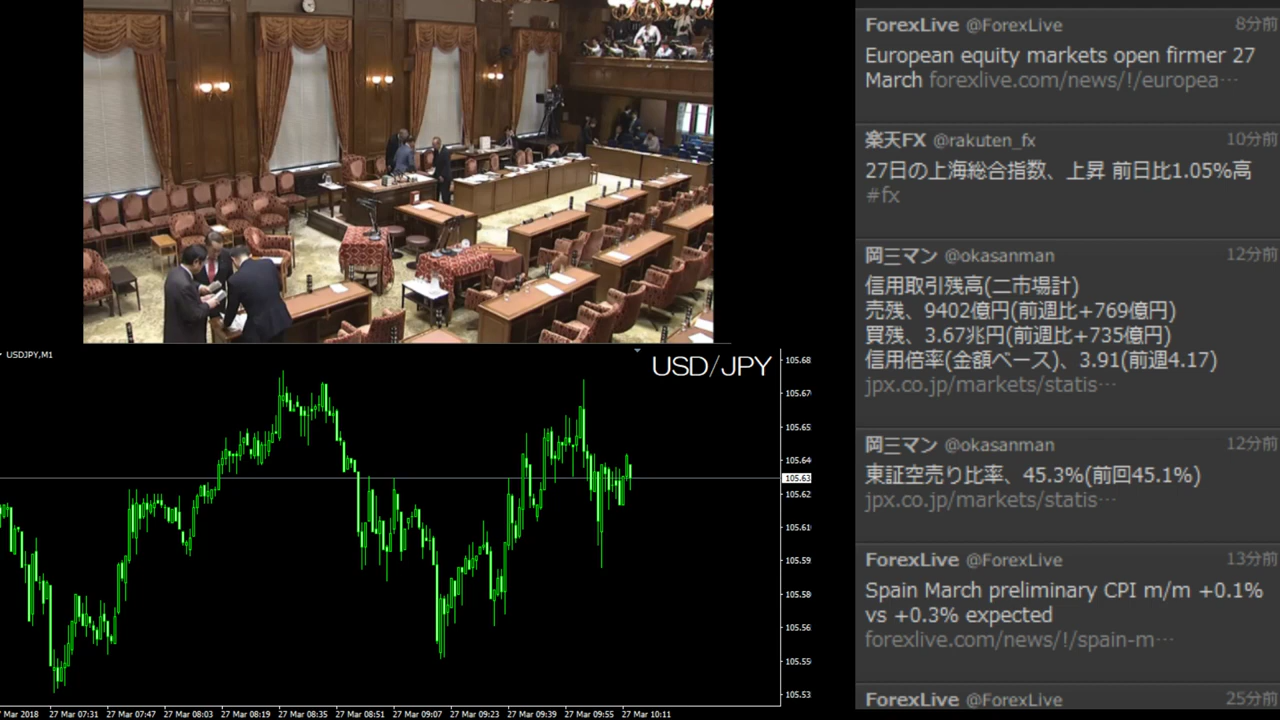 USDJPY,M1
USD/JPY
105.68
105.67
105.65
105.64
105.63
105.62
105.61
105.59
105.58
105.56
105.55
105.53
Mar 2018
27 Mar 07:31
27 Mar 07:47
27 Mar 08:03
27 Mar 08:19
27 Mar 08:35
27 Mar 08:51
27 Mar 09:07
27 Mar 09:23
27 Mar 09:39
27 Mar 09:55
27 Mar 10:11
ForexLive @ForexLive 8分前
European equity markets open firmer 27
March forexlive.com/news/!/europea…
楽天FX @rakuten_fx 10分前
27日の上海総合指数、上昇 前日比1.05%高
#fx
岡三マン @okasanman 12分前
信用取引残高(二市場計)
売残、9402億円(前週比+769億円)
買残、3.67兆円(前週比+735億円)
信用倍率(金額ベース)、3.91(前週4.17)
jpx.co.jp/markets/statis…
岡三マン @okasanman 12分前
東証空売り比率、45.3%(前回45.1%)
jpx.co.jp/markets/statis…
ForexLive @ForexLive 13分前
Spain March preliminary CPI m/m +0.1%
vs +0.3% expected
forexlive.com/news/!/spain-m…
ForexLive @ForexLive 25分前